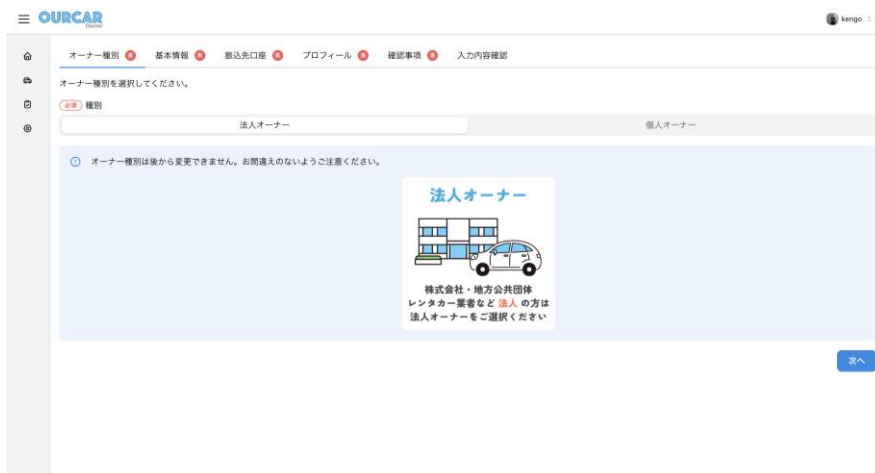 OURCAR
Owner
kengo
オーナー種別 未 基本情報 未 振込先口座 未 プロフィール 未 確認事項 未 入力内容確認
オーナー種別を選択してください。
必須 種別
法人オーナー 個人オーナー
オーナー種別は後から変更できません。お間違えのないようご注意ください。
法人オーナー
株式会社・地方公共団体
レンタカー業者など 法人 の方は
法人オーナーをご選択ください
次へ